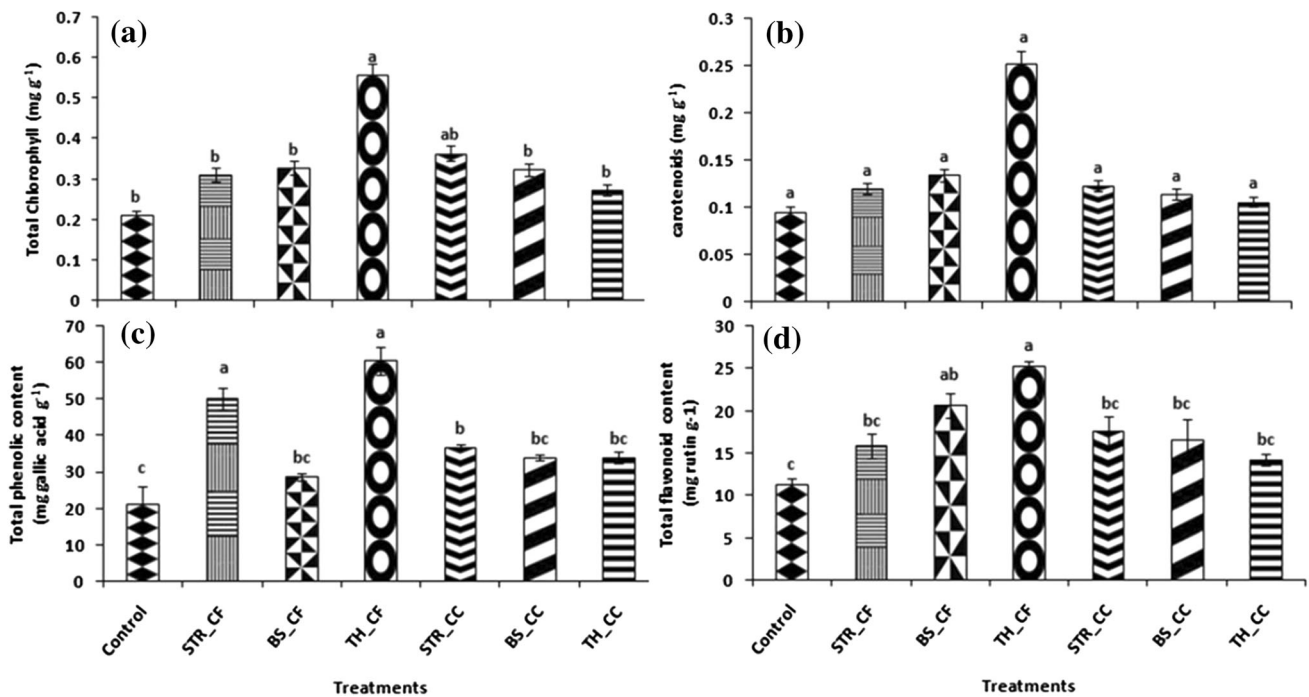 (a)
Total Chlorophyll (mg g-1)
0.7
0.6
0.5
0.4
0.3
0.2
0.1
0
b
b
b
a
ab
b
b
(b)
carotenoids (mg g-1)
0.3
0.25
0.2
0.15
0.1
0.05
0
a
a
a
a
a
a
a
(c)
Total phenolic content
(mg gallic acid g-1)
70
60
50
40
30
20
10
0
c
a
bc
a
b
bc
bc
Control
STR_CF
BS_CF
TH_CF
STR_CC
BS_CC
TH_CC
Treatments
(d)
Total flavonoid content
(mg rutin g-1)
30
25
20
15
10
5
0
c
bc
ab
a
bc
bc
bc
Control
STR_CF
BS_CF
TH_CF
STR_CC
BS_CC
TH_CC
Treatments